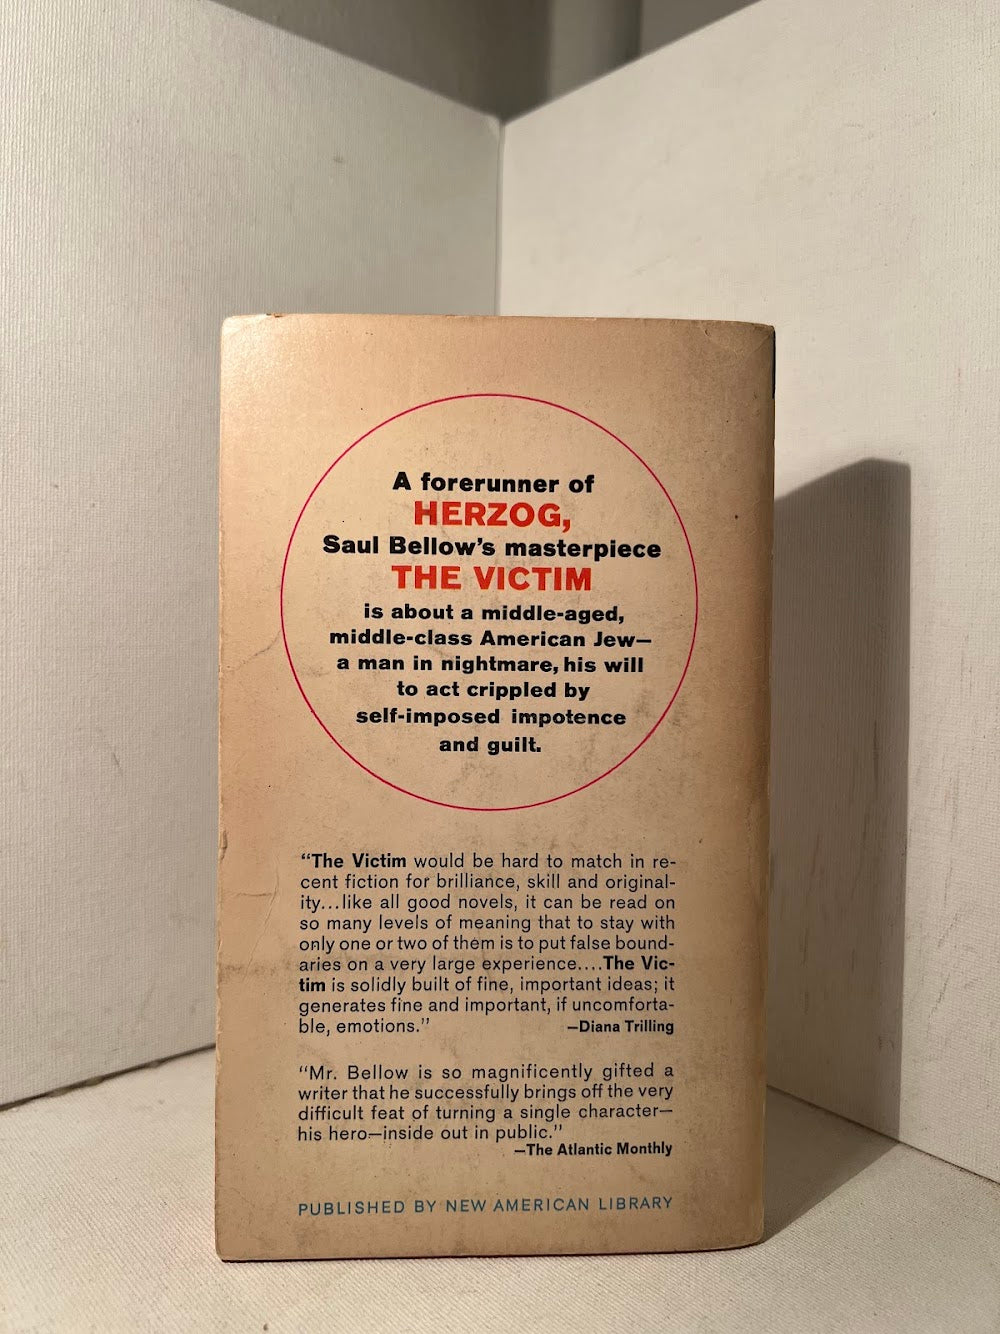 A forerunner of
HERZOG,
Saul Bellow's masterpiece
THE VICTIM
is about a middle-aged,
middle-class American Jew—
a man in nightmare, his will
to act crippled by
self-imposed impotence
and guilt.
"The Victim would be hard to match in re-
cent fiction for brilliance, skill and original-
ity...like all good novels, it can be read on
so many levels of meaning that to stay with
only one or two of them is to put false bound-
aries on a very large experience....The Vic-
tim is solidly built of fine, important ideas; it
generates fine and important, if uncomforta-
ble, emotions." —Diana Trilling
"Mr. Bellow is so magnificently gifted a
writer that he successfully brings off the very
difficult feat of turning a single character—
his hero—inside out in public."
—The Atlantic Monthly
PUBLISHED BY NEW AMERICAN LIBRARY